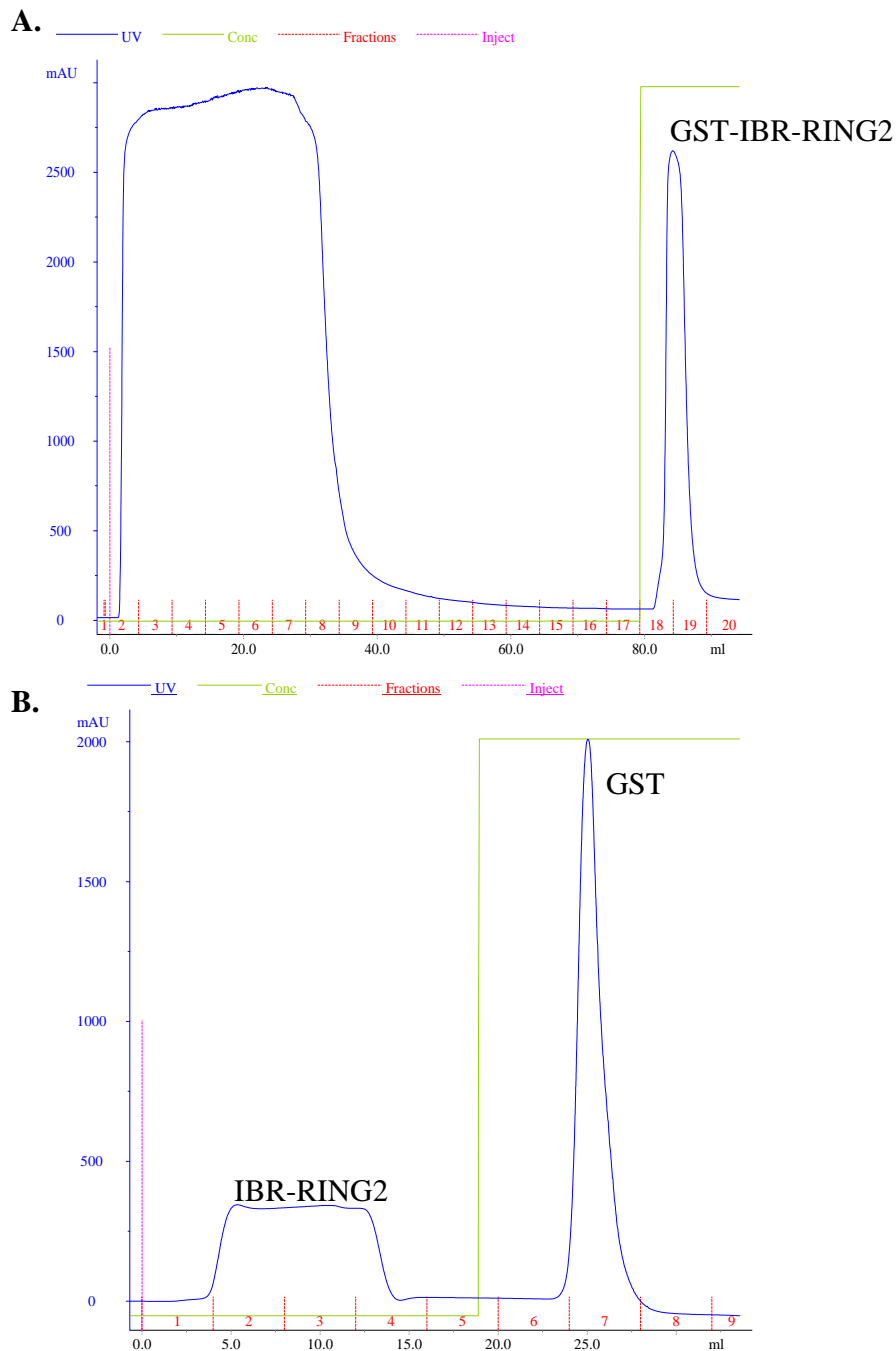 A.
UV Conc Fractions Inject
mAU
GST-IBR-RING2
2500
2000
1500
1000
500
0
1 2 3 4 5 6 7 8 9 10 11 12 13 14 15 16 17 18 19 20
0.0 20.0 40.0 60.0 80.0 ml
B.
UV Conc Fractions Inject
mAU
2000
GST
1500
1000
500
IBR-RING2
0
1 2 3 4 5 6 7 8 9
0.0 5.0 10.0 15.0 20.0 25.0 ml